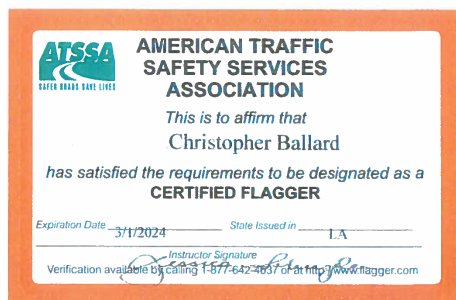 ATSSA
SAFER ROADS SAVE LIVES
AMERICAN TRAFFIC
SAFETY SERVICES
ASSOCIATION
This is to affirm that
Christopher Ballard
has satisfied the requirements to be designated as a
CERTIFIED FLAGGER
Expiration Date 3/1/2024 State Issued in LA
Instructor Signature
Jessica
Verification available by calling 1-877-642-4637 or at http://www.flagger.com